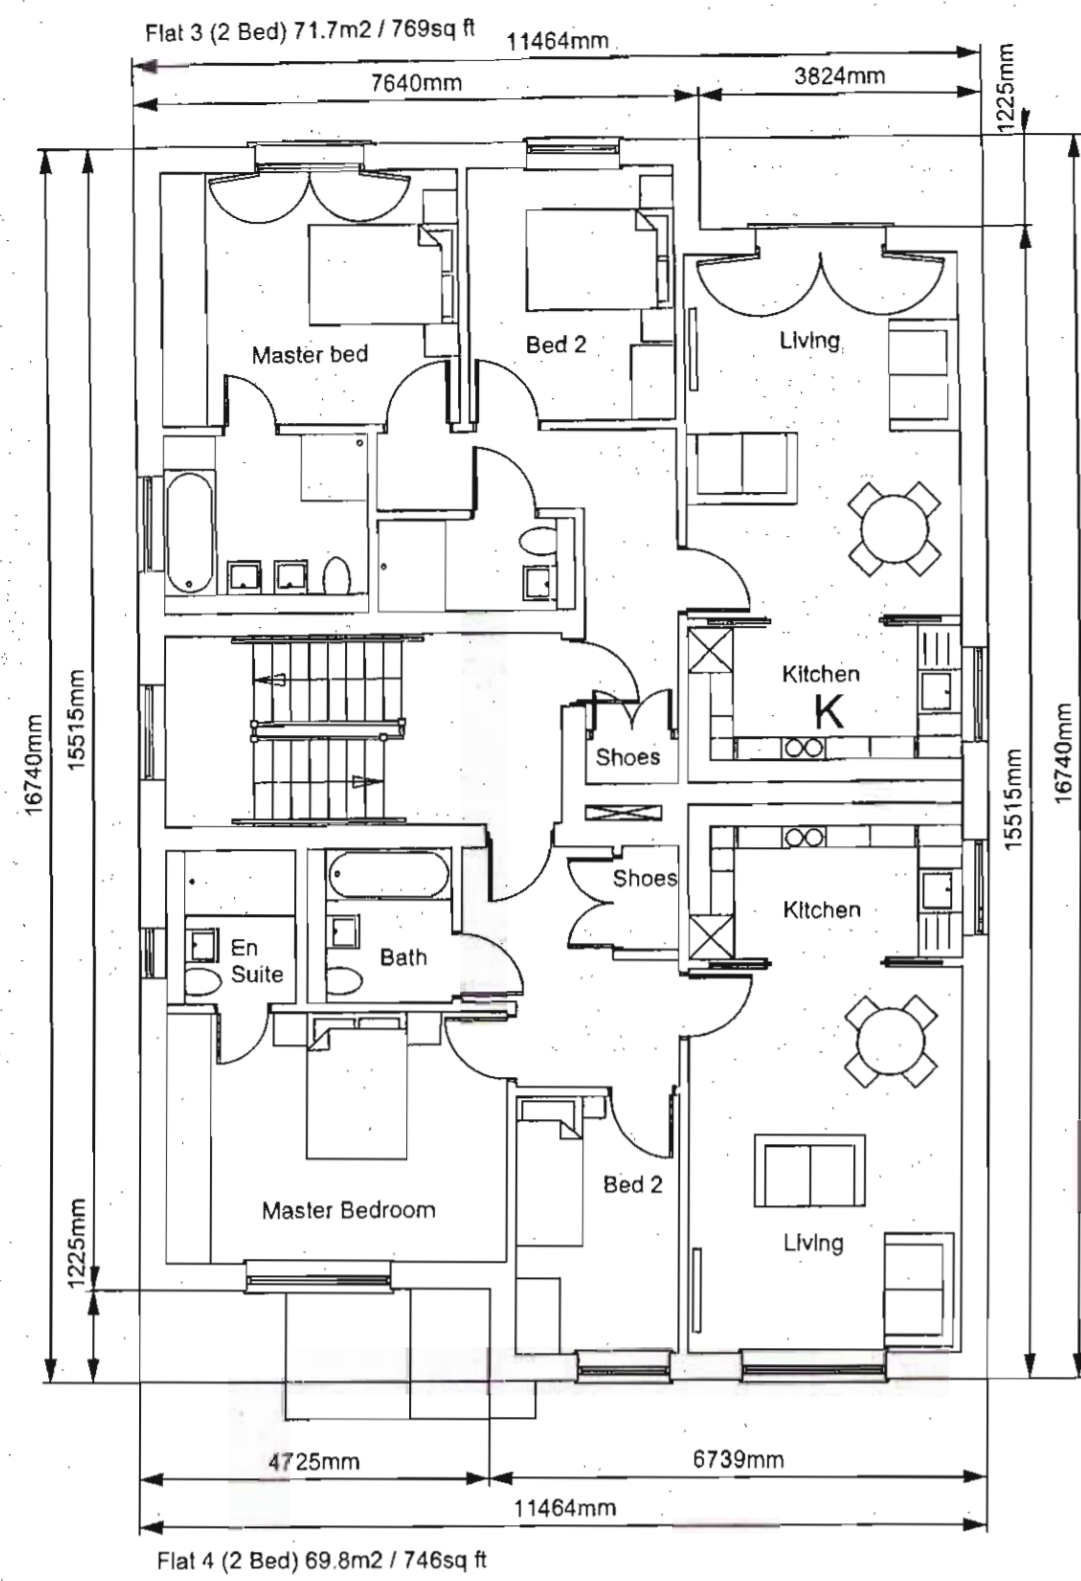 Flat 3 (2 Bed) 71.7m2 / 769sq ft
11464mm
7640mm
3824mm
1225mm
Master bed
Bed 2
Living
Kitchen
K
Shoes
16740mm
15515mm
15515mm
16740mm
Shoes
Kitchen
En
Suite
Bath
Master Bedroom
Bed 2
Living
1225mm
4725mm
6739mm
11464mm
Flat 4 (2 Bed) 69.8m2 / 746sq ft